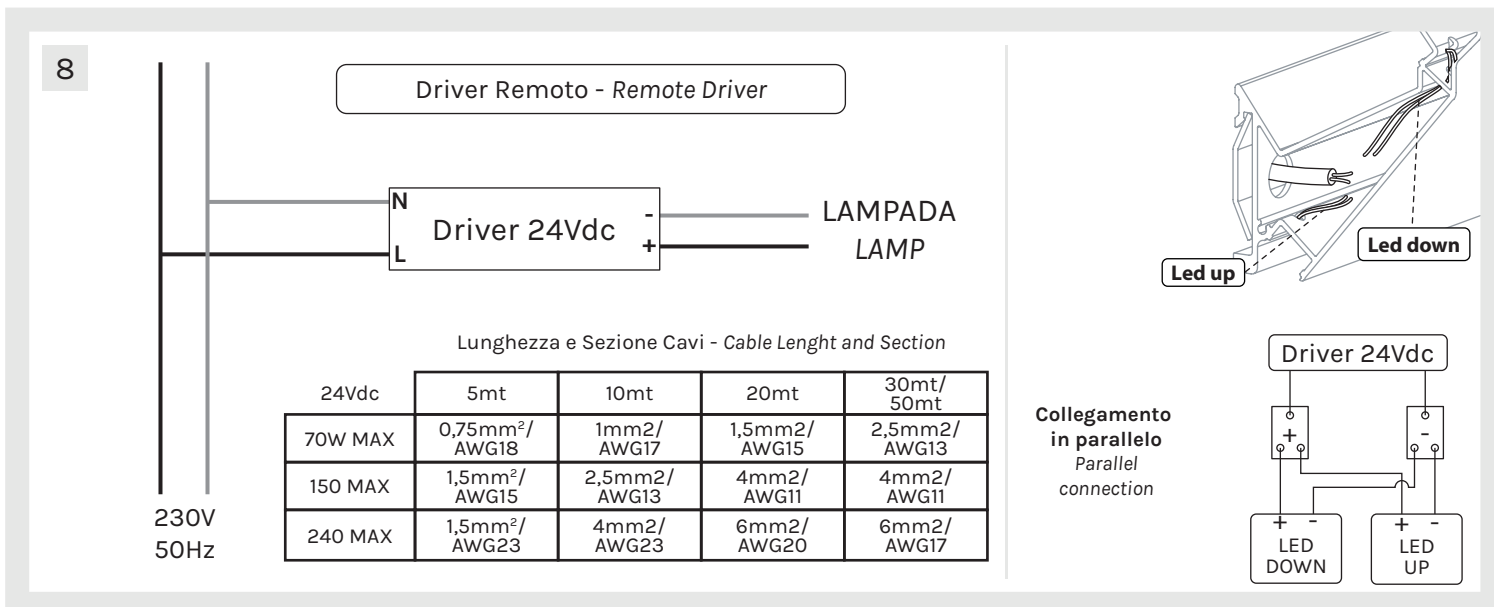 8
Driver Remoto - Remote Driver
N
L
Driver 24Vdc
-
+
LAMPADA
LAMP
230V
50Hz
Lunghezza e Sezione Cavi - Cable Lenght and Section
24Vdc 5mt 10mt 20mt 30mt/
50mt
70W MAX 0,75mm²/ 1mm2/ 1,5mm2/ 2,5mm2/
AWG18 AWG17 AWG15 AWG13
150 MAX 1,5mm²/ 2,5mm2/ 4mm2/ 4mm2/
AWG15 AWG13 AWG11 AWG11
240 MAX 1,5mm²/ 4mm2/ 6mm2/ 6mm2/
AWG23 AWG23 AWG20 AWG17
Led down
Led up
Collegamento
in parallelo
Parallel
connection
Driver 24Vdc
+ -
+ - + -
LED
DOWN
LED
UP